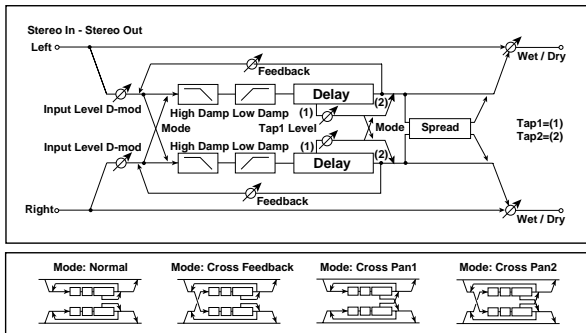 Stereo In - Stereo Out
Left
Wet / Dry
Feedback
(2)
Delay
Input Level D-mod
High Damp Low Damp
(1)
Mode
Tap1 Level
Mode
Spread
Tap1=(1)
Tap2=(2)
Input Level D-mod
High Damp Low Damp
(1)
Delay
(2)
Feedback
Right
Wet / Dry
Mode: Normal
Mode: Cross Feedback
Mode: Cross Pan1
Mode: Cross Pan2